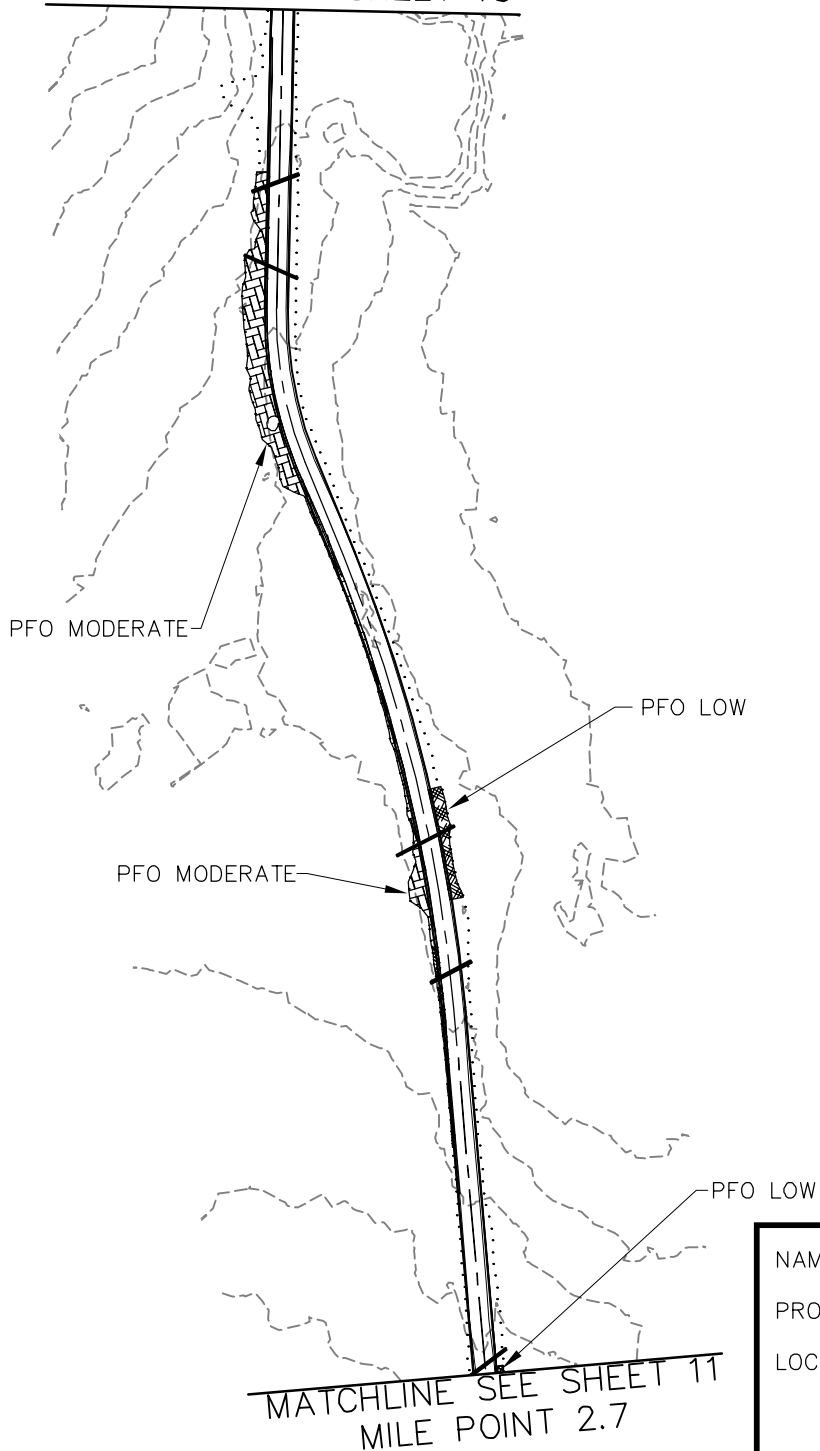 PFO MODERATE
PFO LOW
PFO MODERATE
PFO LOW
MATCHLINE SEE SHEET 11
MILE POINT 2.7